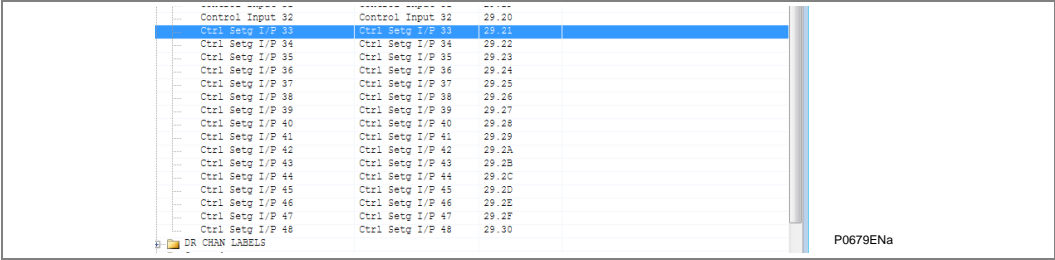 Control Input 32 Control Input 32 29.20
Ctrl Setg I/P 33 Ctrl Setg I/P 33 29.21
Ctrl Setg I/P 34 Ctrl Setg I/P 34 29.22
Ctrl Setg I/P 35 Ctrl Setg I/P 35 29.23
Ctrl Setg I/P 36 Ctrl Setg I/P 36 29.24
Ctrl Setg I/P 37 Ctrl Setg I/P 37 29.25
Ctrl Setg I/P 38 Ctrl Setg I/P 38 29.26
Ctrl Setg I/P 39 Ctrl Setg I/P 39 29.27
Ctrl Setg I/P 40 Ctrl Setg I/P 40 29.28
Ctrl Setg I/P 41 Ctrl Setg I/P 41 29.29
Ctrl Setg I/P 42 Ctrl Setg I/P 42 29.2A
Ctrl Setg I/P 43 Ctrl Setg I/P 43 29.2B
Ctrl Setg I/P 44 Ctrl Setg I/P 44 29.2C
Ctrl Setg I/P 45 Ctrl Setg I/P 45 29.2D
Ctrl Setg I/P 46 Ctrl Setg I/P 46 29.2E
Ctrl Setg I/P 47 Ctrl Setg I/P 47 29.2F
Ctrl Setg I/P 48 Ctrl Setg I/P 48 29.30
DR CHAN LABELS
P0679ENa